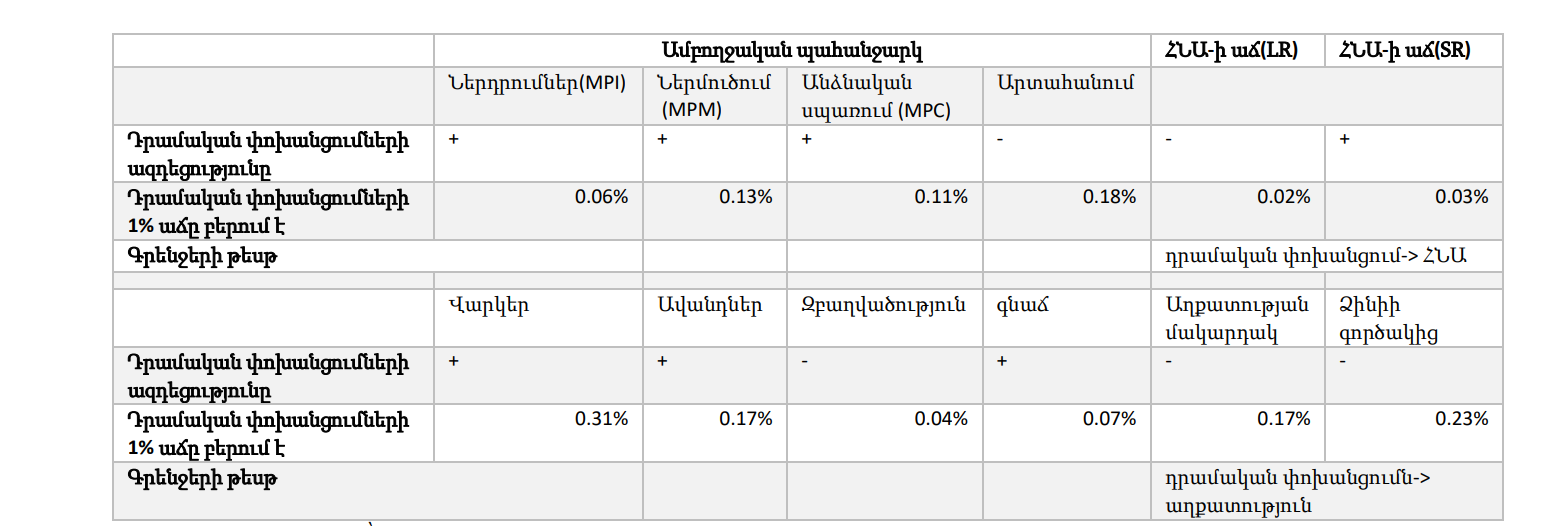 Ամբողջական պահանջարկ ՀՆԱ-ի աճ(LR) ՀՆԱ-ի աճ(SR)
Ներդրումներ(MPI) Ներմուծում Անձնական Արտահանում
(MPM) սպառում (MPC)
Դրամական փոխանցումների + + + - - +
ազդեցությունը
Դրամական փոխանցումների 0.06% 0.13% 0.11% 0.18% 0.02% 0.03%
1% աճը բերում է
Գրենջերի թեսթ դրամական փոխանցում-> ՀՆԱ
Վարկեր Ավանդներ Զբաղվածություն գնաճ Աղքատության Ջինիի
մակարդակ գործակից
Դրամական փոխանցումների + + - + - -
ազդեցությունը
Դրամական փոխանցումների 0.31% 0.17% 0.04% 0.07% 0.17% 0.23%
1% աճը բերում է
Գրենջերի թեսթ դրամական փոխանցումն->
աղքատություն